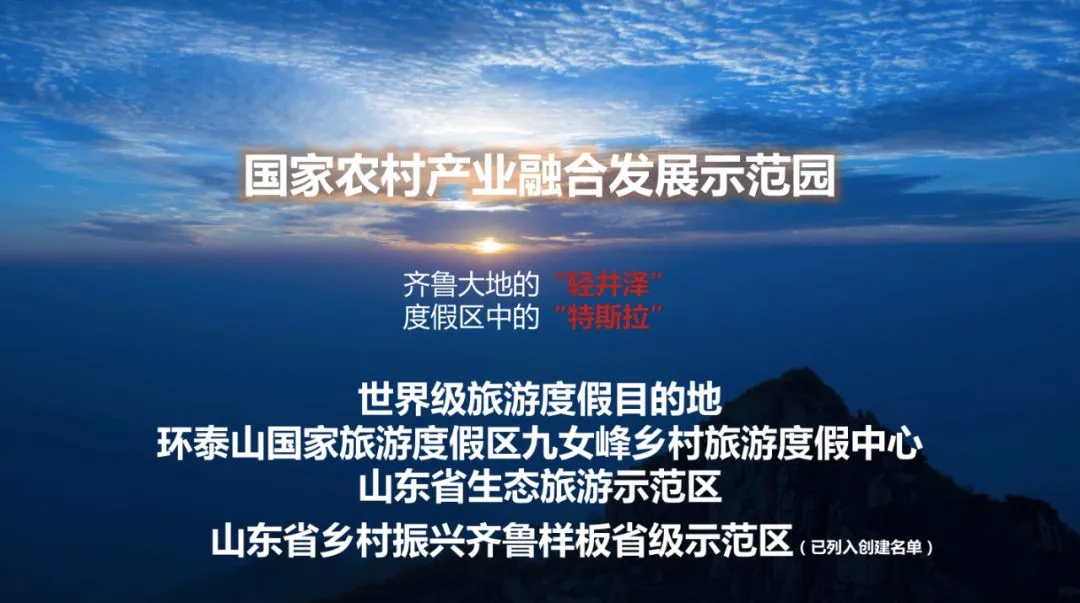 国家农村产业融合发展示范园
齐鲁大地的“轻井泽”
度假区中的“特斯拉”
世界级旅游度假目的地
环泰山国家旅游度假区九女峰乡村旅游度假中心
山东省生态旅游示范区
山东省乡村振兴齐鲁样板省级示范区（已列入创建名单）